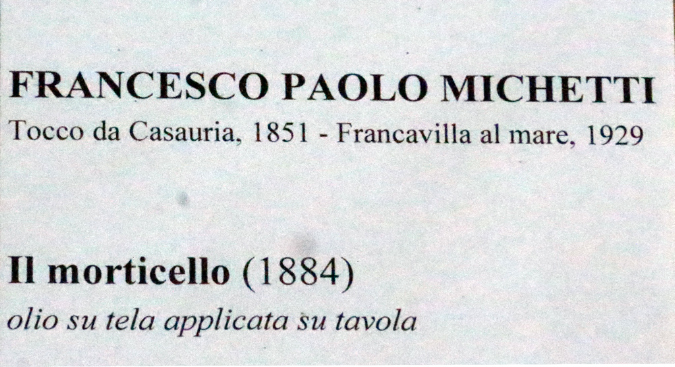 FRANCESCO PAOLO MICHETTI
Tocco da Casauria, 1851 - Francavilla al mare, 1929
Il morticello (1884)
olio su tela applicata su tavola